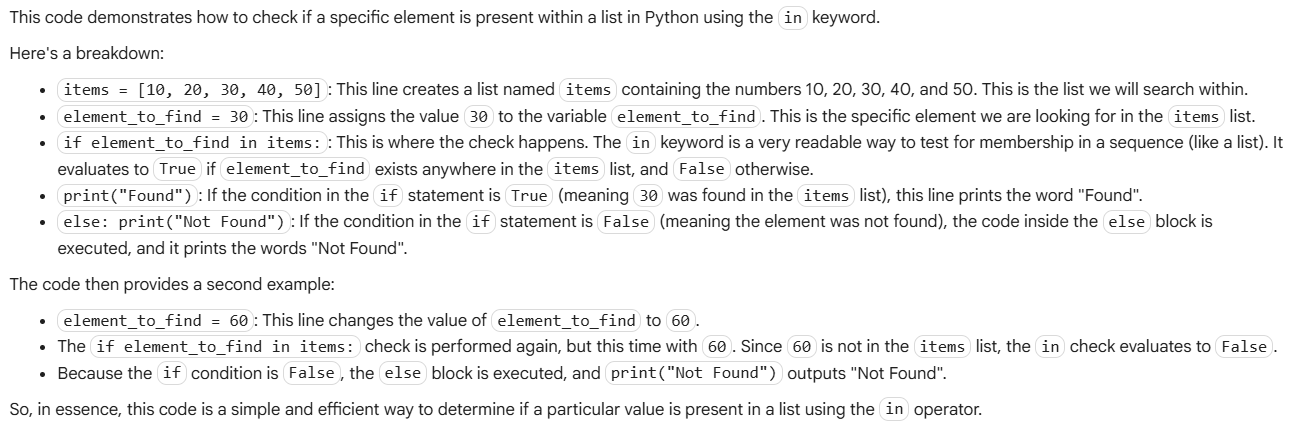 This code demonstrates how to check if a specific element is present within a list in Python using the in keyword.
Here's a breakdown:
• items = [10, 20, 30, 40, 50]: This line creates a list named items containing the numbers 10, 20, 30, 40, and 50. This is the list we will search within.
• element_to_find = 30: This line assigns the value 30 to the variable element_to_find. This is the specific element we are looking for in the items list.
• if element_to_find in items:: This is where the check happens. The in keyword is a very readable way to test for membership in a sequence (like a list). It
evaluates to True if element_to_find exists anywhere in the items list, and False otherwise.
• print("Found"): If the condition in the if statement is True (meaning 30 was found in the items list), this line prints the word "Found".
• else: print("Not Found"): If the condition in the if statement is False (meaning the element was not found), the code inside the else block is
executed, and it prints the words "Not Found".
The code then provides a second example:
• element_to_find = 60: This line changes the value of element_to_find to 60.
• The if element_to_find in items: check is performed again, but this time with 60. Since 60 is not in the items list, the in check evaluates to False.
• Because the if condition is False, the else block is executed, and print("Not Found") outputs "Not Found".
So, in essence, this code is a simple and efficient way to determine if a particular value is present in a list using the in operator.